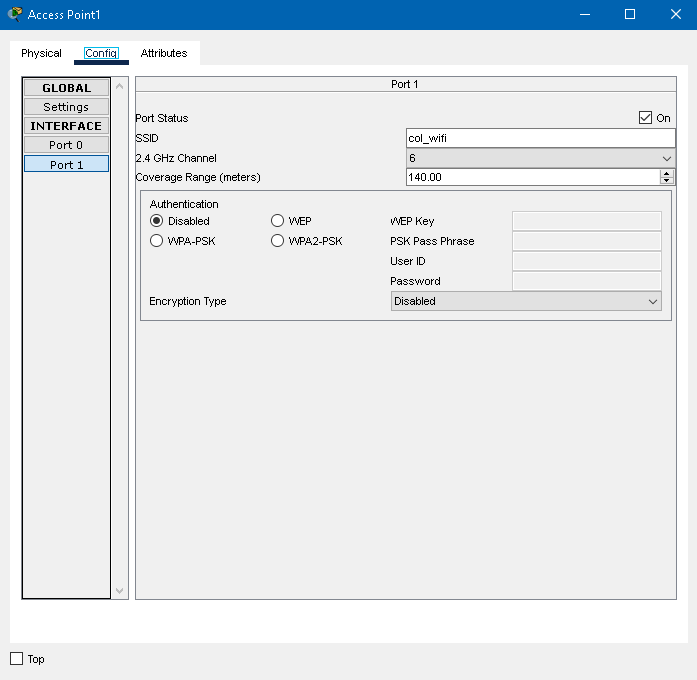 Access Point1
Physical Config Attributes
GLOBAL
Settings
INTERFACE
Port 0
Port 1
Port 1
Port Status On
SSID col_wifi
2.4 GHz Channel 6
Coverage Range (meters) 140.00
Authentication
Disabled WEP WEP Key
WPA-PSK WPA2-PSK PSK Pass Phrase
User ID
Password
Encryption Type Disabled
Top